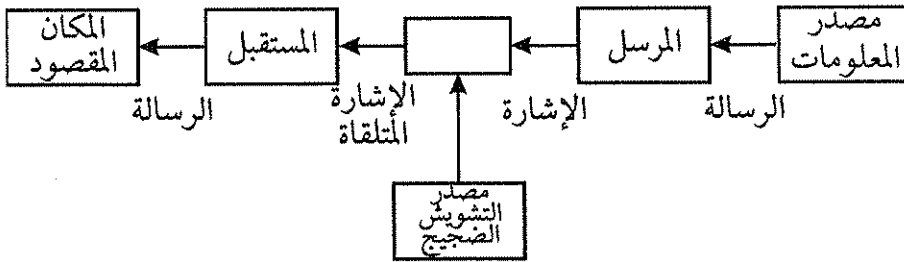 مصدر
المعلومات
المرسل
المستقبل
المكان
المقصود
الرسالة
الإشارة
الإشارة
المتلقاة
الرسالة
مصدر
التشويش
الضجيج